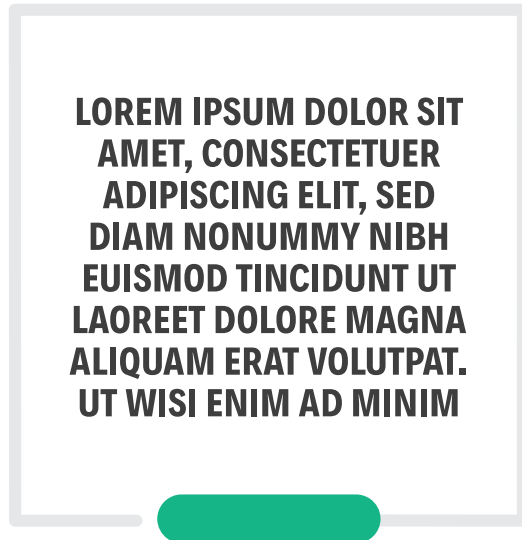 LOREM IPSUM DOLOR SIT
AMET, CONSECTETUER
ADIPISCING ELIT, SED
DIAM NONUMMY NIBH
EUISMOD TINCIDUNT UT
LAOREET DOLORE MAGNA
ALIQUAM ERAT VOLUTPAT.
UT WISI ENIM AD MINIM